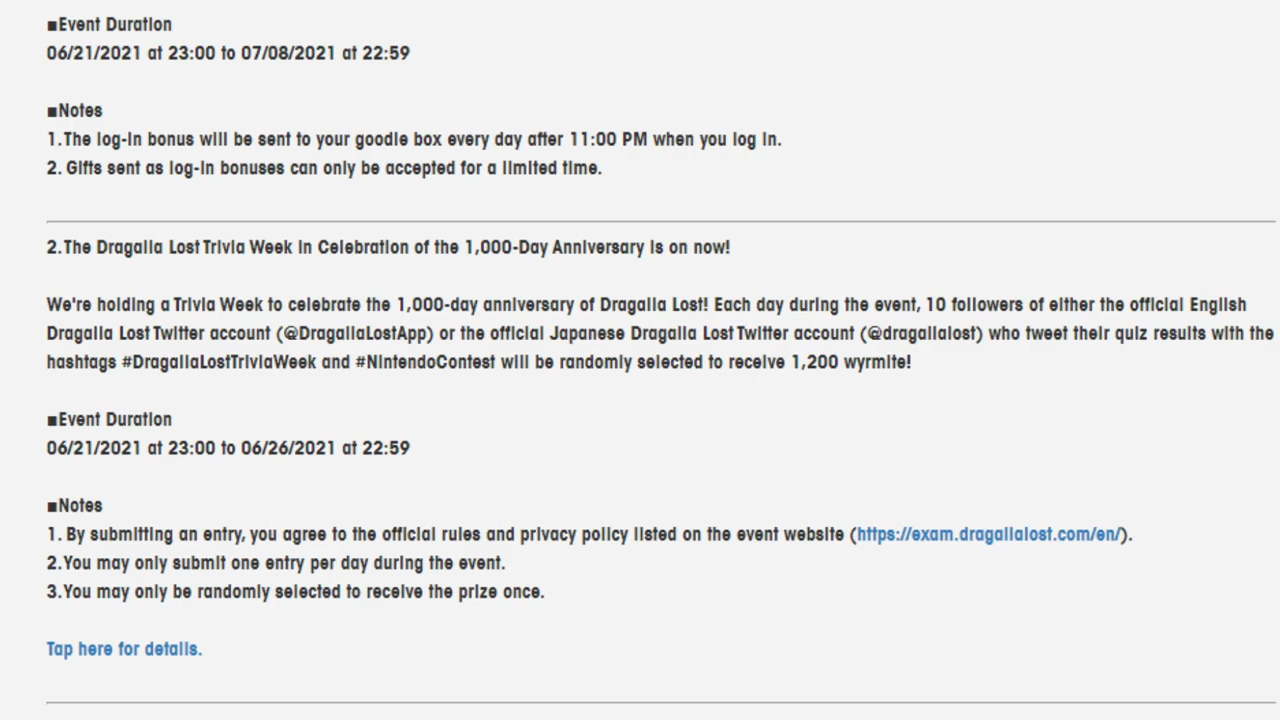 ■Event Duration
06/21/2021 at 23:00 to 07/08/2021 at 22:59
■Notes
1. The log-in bonus will be sent to your goodie box every day after 11:00 PM when you log in.
2. Gifts sent as log-in bonuses can only be accepted for a limited time.
2. The Dragalia Lost Trivia Week in Celebration of the 1,000-Day Anniversary is on now!
We're holding a Trivia Week to celebrate the 1,000-day anniversary of Dragalia Lost! Each day during the event, 10 followers of either the official English
Dragalia Lost Twitter account (@DragaliaLostApp) or the official Japanese Dragalia Lost Twitter account (@dragalialost) who tweet their quiz results with the
hashtags #DragaliaLostTriviaWeek and #NintendoContest will be randomly selected to receive 1,200 wyrmite!
■Event Duration
06/21/2021 at 23:00 to 06/26/2021 at 22:59
■Notes
1. By submitting an entry, you agree to the official rules and privacy policy listed on the event website (https://exam.dragalialost.com/en/).
2. You may only submit one entry per day during the event.
3. You may only be randomly selected to receive the prize once.
Tap here for details.